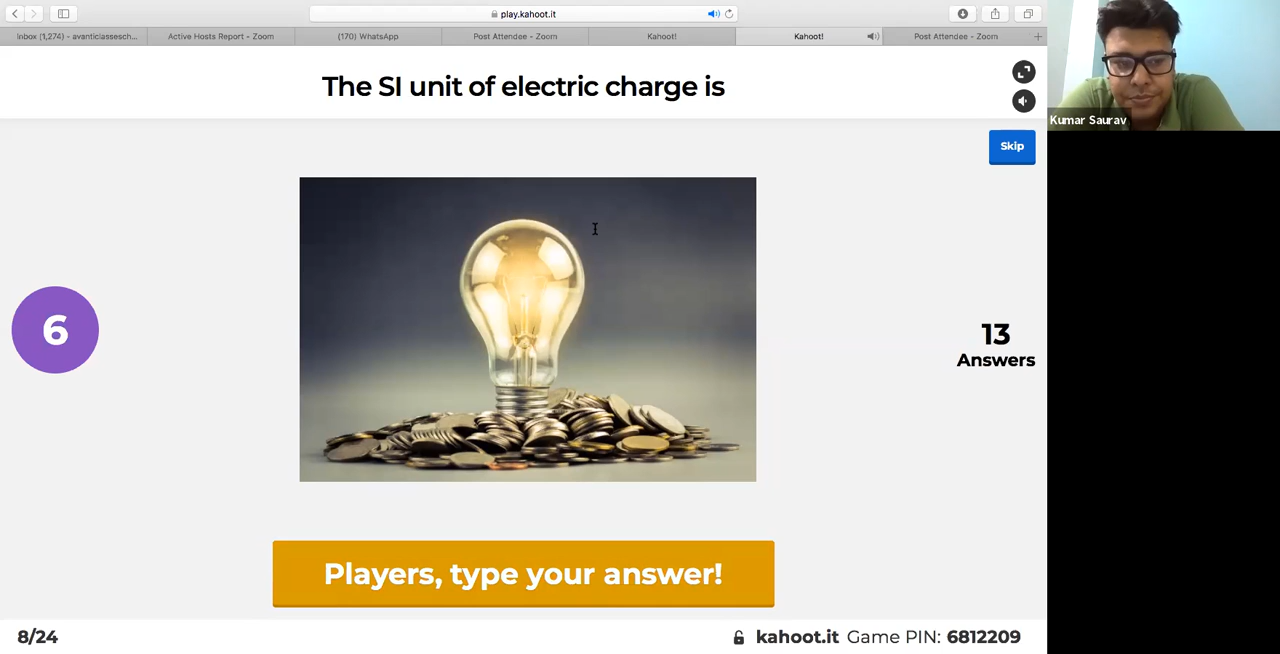 play.kahoot.it
Inbox (1,274) - avanticlassesch...
Active Hosts Report - Zoom
(170) WhatsApp
Post Attendee - Zoom
Kahoot!
Kahoot!
Post Attendee - Zoom
The SI unit of electric charge is
Kumar Saurav
Skip
6
13
Answers
Players, type your answer!
8/24
kahoot.it Game PIN: 6812209